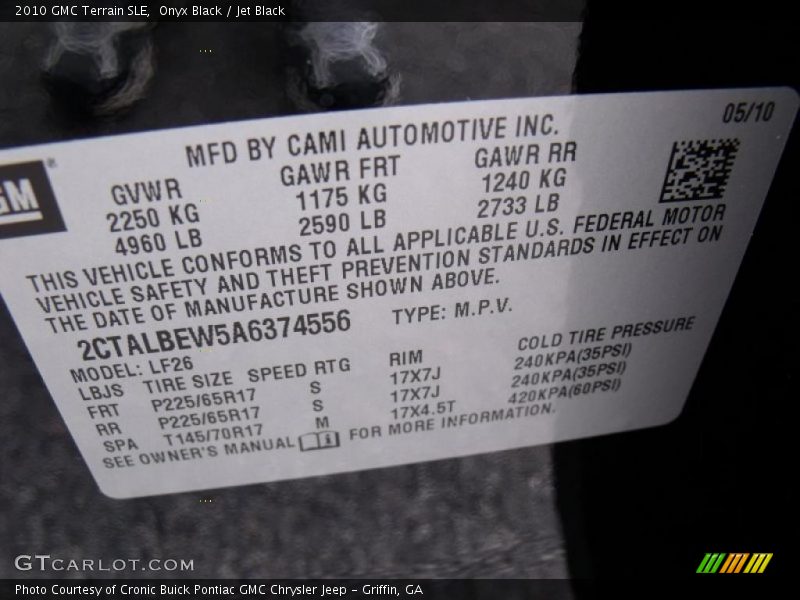 2010 GMC Terrain SLE, Onyx Black / Jet Black
05/10
MFD BY CAMI AUTOMOTIVE INC.
GM®
GVWR GAWR FRT GAWR RR
2250 KG 1175 KG 1240 KG
4960 LB 2590 LB 2733 LB
THIS VEHICLE CONFORMS TO ALL APPLICABLE U.S. FEDERAL MOTOR
VEHICLE SAFETY AND THEFT PREVENTION STANDARDS IN EFFECT ON
THE DATE OF MANUFACTURE SHOWN ABOVE.
2CTALBEW5A6374556 TYPE: M.P.V.
MODEL: LF26
LBJS TIRE SIZE SPEED RTG RIM COLD TIRE PRESSURE
FRT P225/65R17 S 17X7J 240KPA(35PSI)
RR P225/65R17 S 17X7J 240KPA(35PSI)
SPA T145/70R17 M 17X4.5T 420KPA(60PSI)
SEE OWNER'S MANUAL FOR MORE INFORMATION.
GTCARLOT.COM
Photo Courtesy of Cronic Buick Pontiac GMC Chrysler Jeep - Griffin, GA